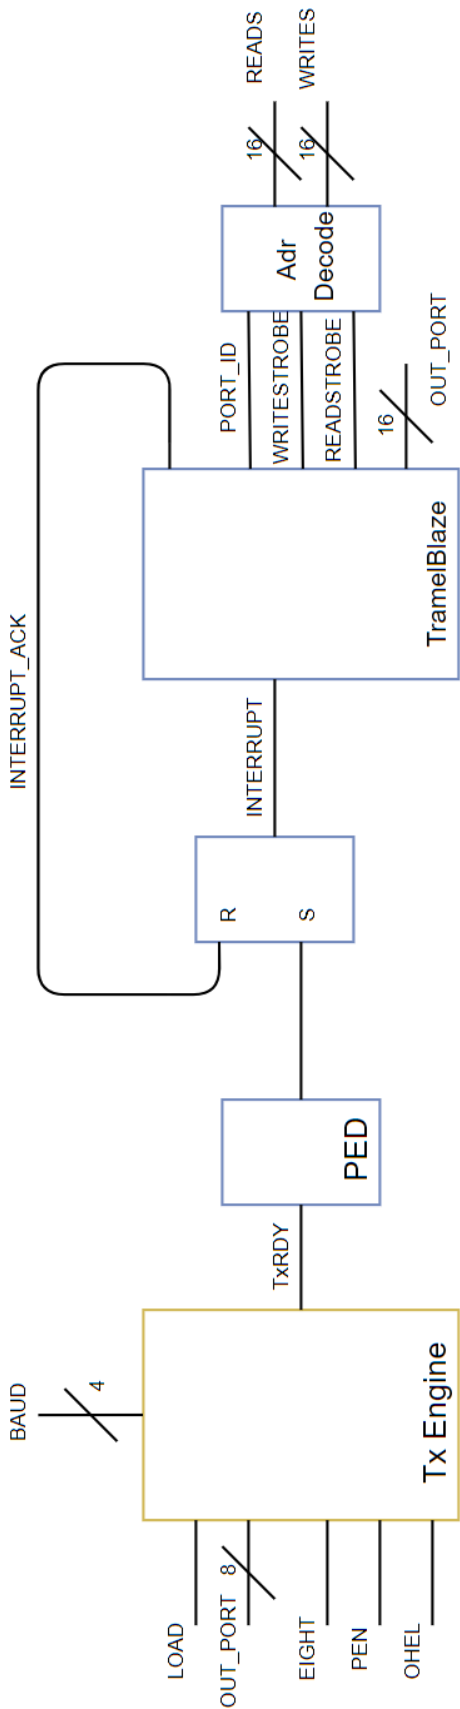 BAUD
4
LOAD
OUT_PORT
8
EIGHT
PEN
OHEL
Tx Engine
TxRDY
PED
R
S
INTERRUPT_ACK
INTERRUPT
TramelBlaze
PORT_ID
WRITESTROBE
READSTROBE
16
OUT_PORT
Adr
Decode
16
READS
16
WRITES